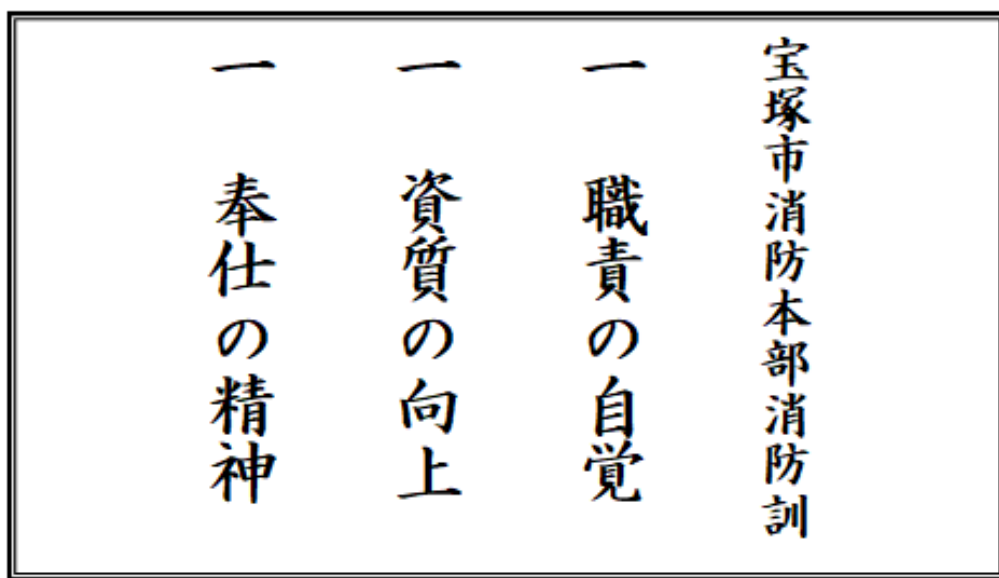 宝塚市消防本部消防訓
一 職責の自覚
一 資質の向上
一 奉仕の精神